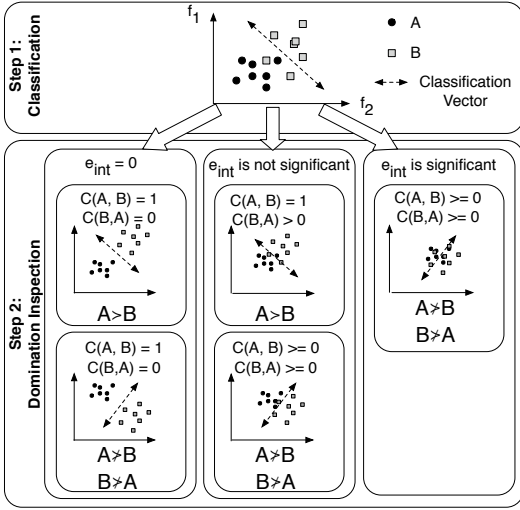 Step 1:
Classification
f1
f2
A
B
Classification
Vector
Step 2:
Domination Inspection
eint = 0
C(A, B) = 1
C(B,A) = 0
A≻B
C(A, B) = 1
C(B,A) = 0
A⊁B
B⊁A
eint is not significant
C(A, B) = 1
C(B,A) > 0
A≻B
C(A, B) >= 0
C(B,A) >= 0
A⊁B
B⊁A
eint is significant
C(A, B) >= 0
C(B,A) >= 0
A⊁B
B⊁A